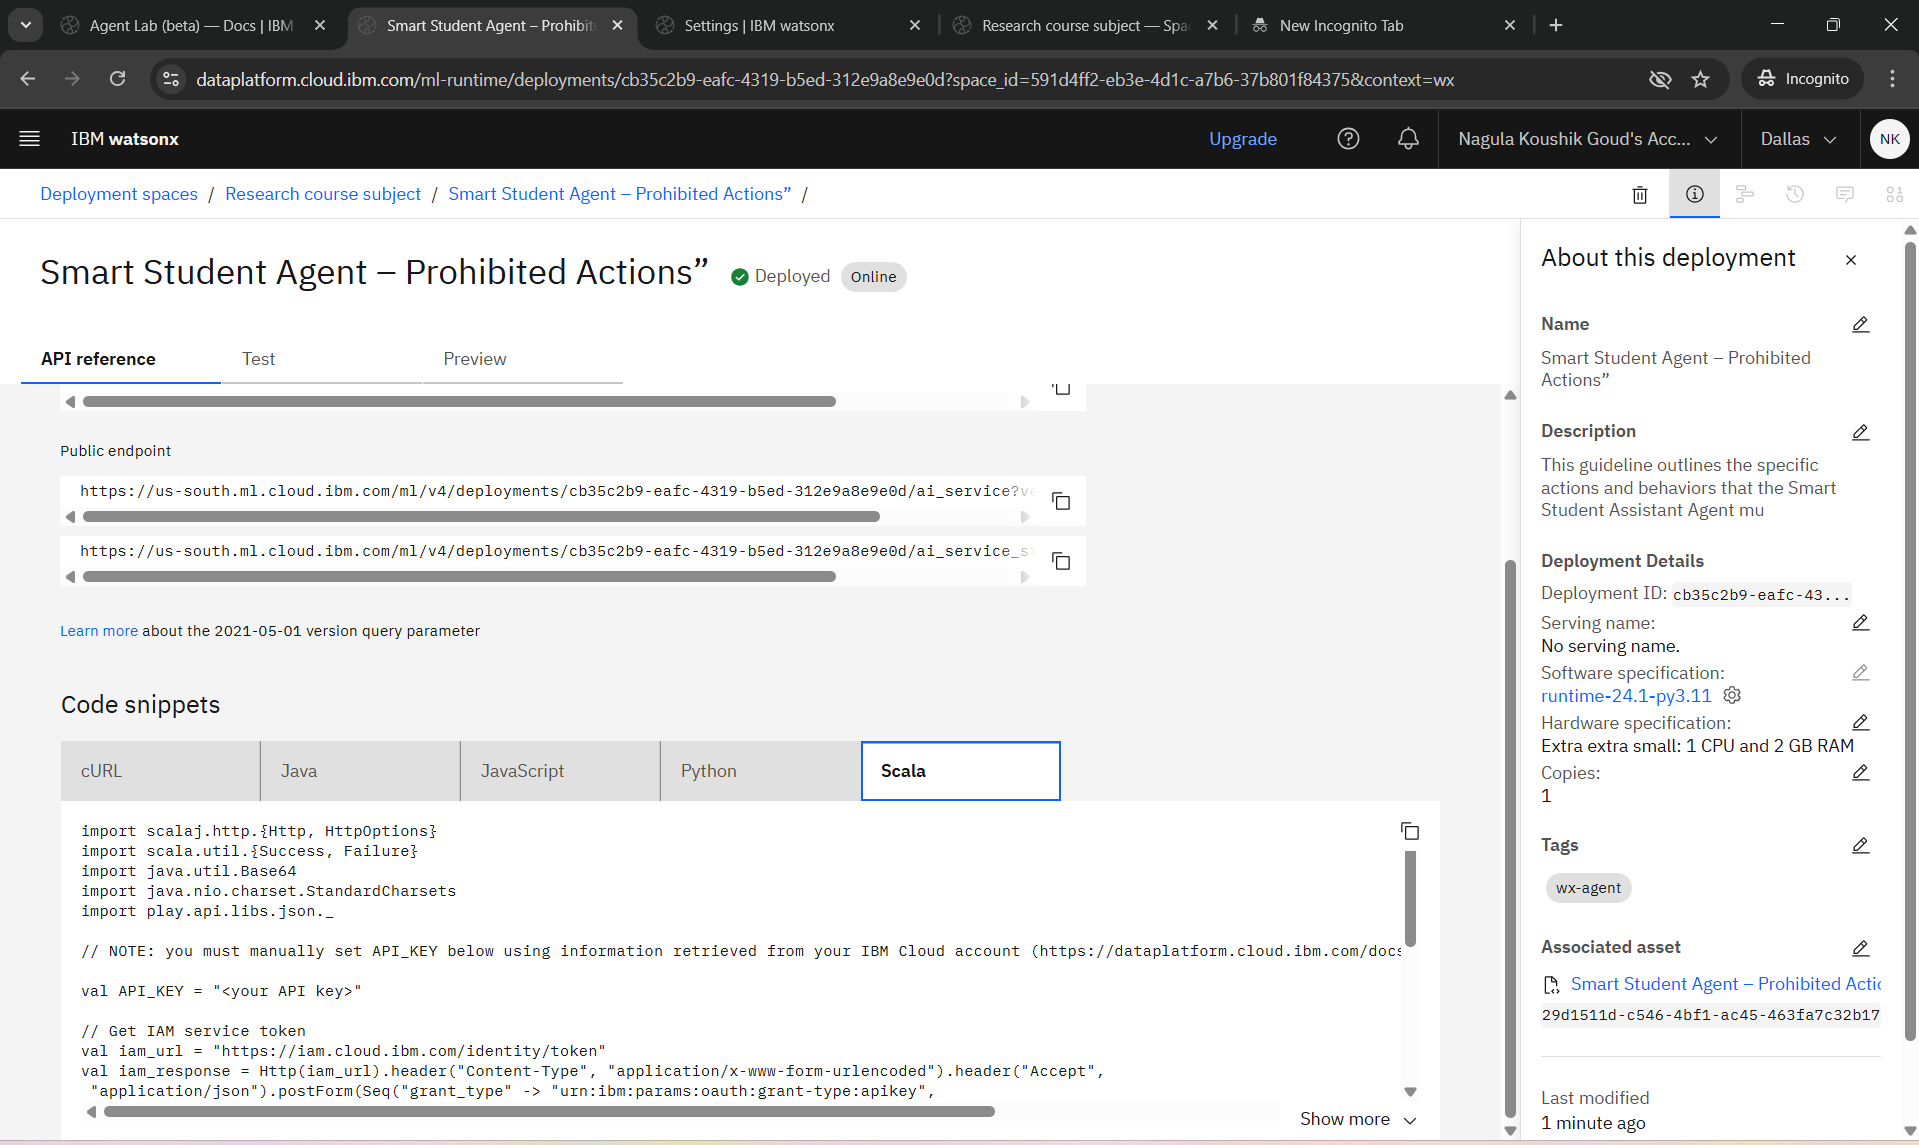 Agent Lab (beta) — Docs | IBM
Smart Student Agent – Prohibit
Settings | IBM watsonx
Research course subject — Spa
New Incognito Tab
dataplatform.cloud.ibm.com/ml-runtime/deployments/cb35c2b9-eafc-4319-b5ed-312e9a8e9e0d?space_id=591d4ff2-eb3e-4d1c-a7b6-37b801f84375&context=wx
Incognito
IBM watsonx
Upgrade
Nagula Koushik Goud's Acc...
Dallas
NK
Deployment spaces / Research course subject / Smart Student Agent – Prohibited Actions” /
Smart Student Agent – Prohibited Actions”
Deployed
Online
API reference
Test
Preview
Public endpoint
https://us-south.ml.cloud.ibm.com/ml/v4/deployments/cb35c2b9-eafc-4319-b5ed-312e9a8e9e0d/ai_service?ve
https://us-south.ml.cloud.ibm.com/ml/v4/deployments/cb35c2b9-eafc-4319-b5ed-312e9a8e9e0d/ai_service_st
Learn more about the 2021-05-01 version query parameter
Code snippets
cURL
Java
JavaScript
Python
Scala
import scalaj.http.{Http, HttpOptions}
import scala.util.{Success, Failure}
import java.util.Base64
import java.nio.charset.StandardCharsets
import play.api.libs.json._
// NOTE: you must manually set API_KEY below using information retrieved from your IBM Cloud account (https://dataplatform.cloud.ibm.com/docs
val API_KEY = "<your API key>"
// Get IAM service token
val iam_url = "https://iam.cloud.ibm.com/identity/token"
val iam_response = Http(iam_url).header("Content-Type", "application/x-www-form-urlencoded").header("Accept",
"application/json").postForm(Seq("grant_type" -> "urn:ibm:params:oauth:grant-type:apikey",
Show more
About this deployment
Name
Smart Student Agent – Prohibited
Actions”
Description
This guideline outlines the specific
actions and behaviors that the Smart
Student Assistant Agent mu
Deployment Details
Deployment ID: cb35c2b9-eafc-43...
Serving name:
No serving name.
Software specification:
runtime-24.1-py3.11
Hardware specification:
Extra extra small: 1 CPU and 2 GB RAM
Copies:
1
Tags
wx-agent
Associated asset
Smart Student Agent – Prohibited Actio
29d1511d-c546-4bf1-ac45-463fa7c32b17
Last modified
1 minute ago